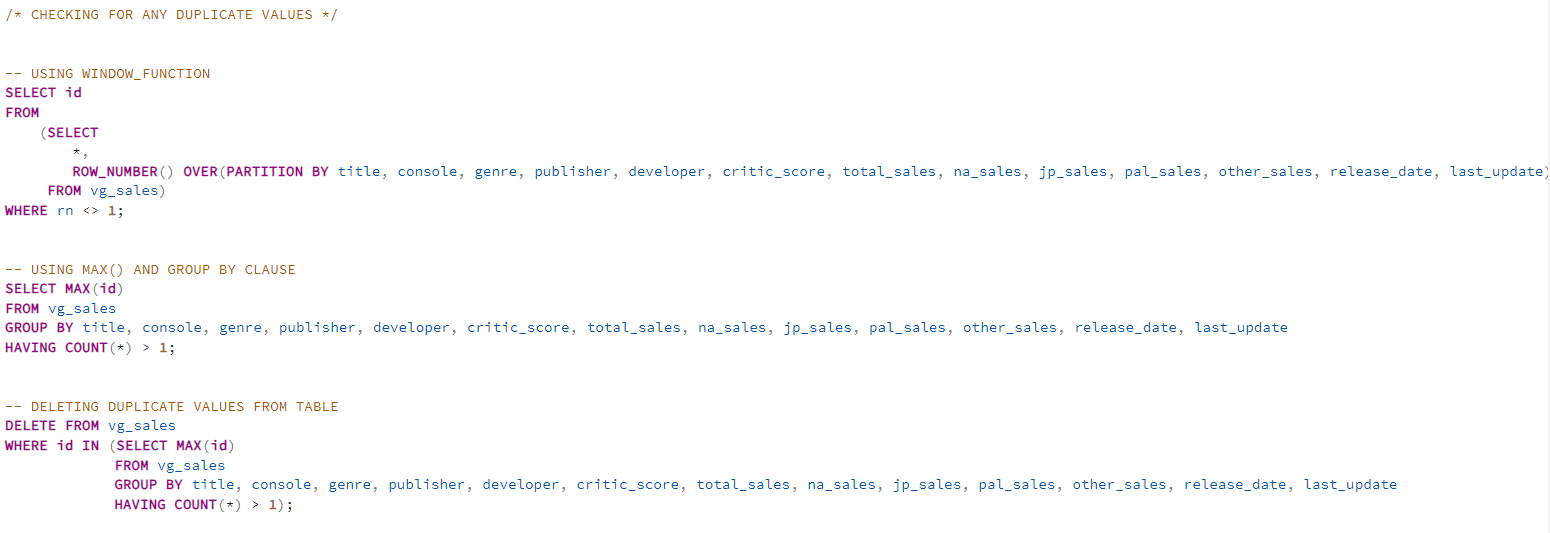 /* CHECKING FOR ANY DUPLICATE VALUES */
-- USING WINDOW_FUNCTION
SELECT id
FROM
(SELECT
*,
ROW_NUMBER() OVER(PARTITION BY title, console, genre, publisher, developer, critic_score, total_sales, na_sales, jp_sales, pal_sales, other_sales, release_date, last_update)
FROM vg_sales)
WHERE rn <> 1;
-- USING MAX() AND GROUP BY CLAUSE
SELECT MAX(id)
FROM vg_sales
GROUP BY title, console, genre, publisher, developer, critic_score, total_sales, na_sales, jp_sales, pal_sales, other_sales, release_date, last_update
HAVING COUNT(*) > 1;
-- DELETING DUPLICATE VALUES FROM TABLE
DELETE FROM vg_sales
WHERE id IN (SELECT MAX(id)
FROM vg_sales
GROUP BY title, console, genre, publisher, developer, critic_score, total_sales, na_sales, jp_sales, pal_sales, other_sales, release_date, last_update
HAVING COUNT(*) > 1);